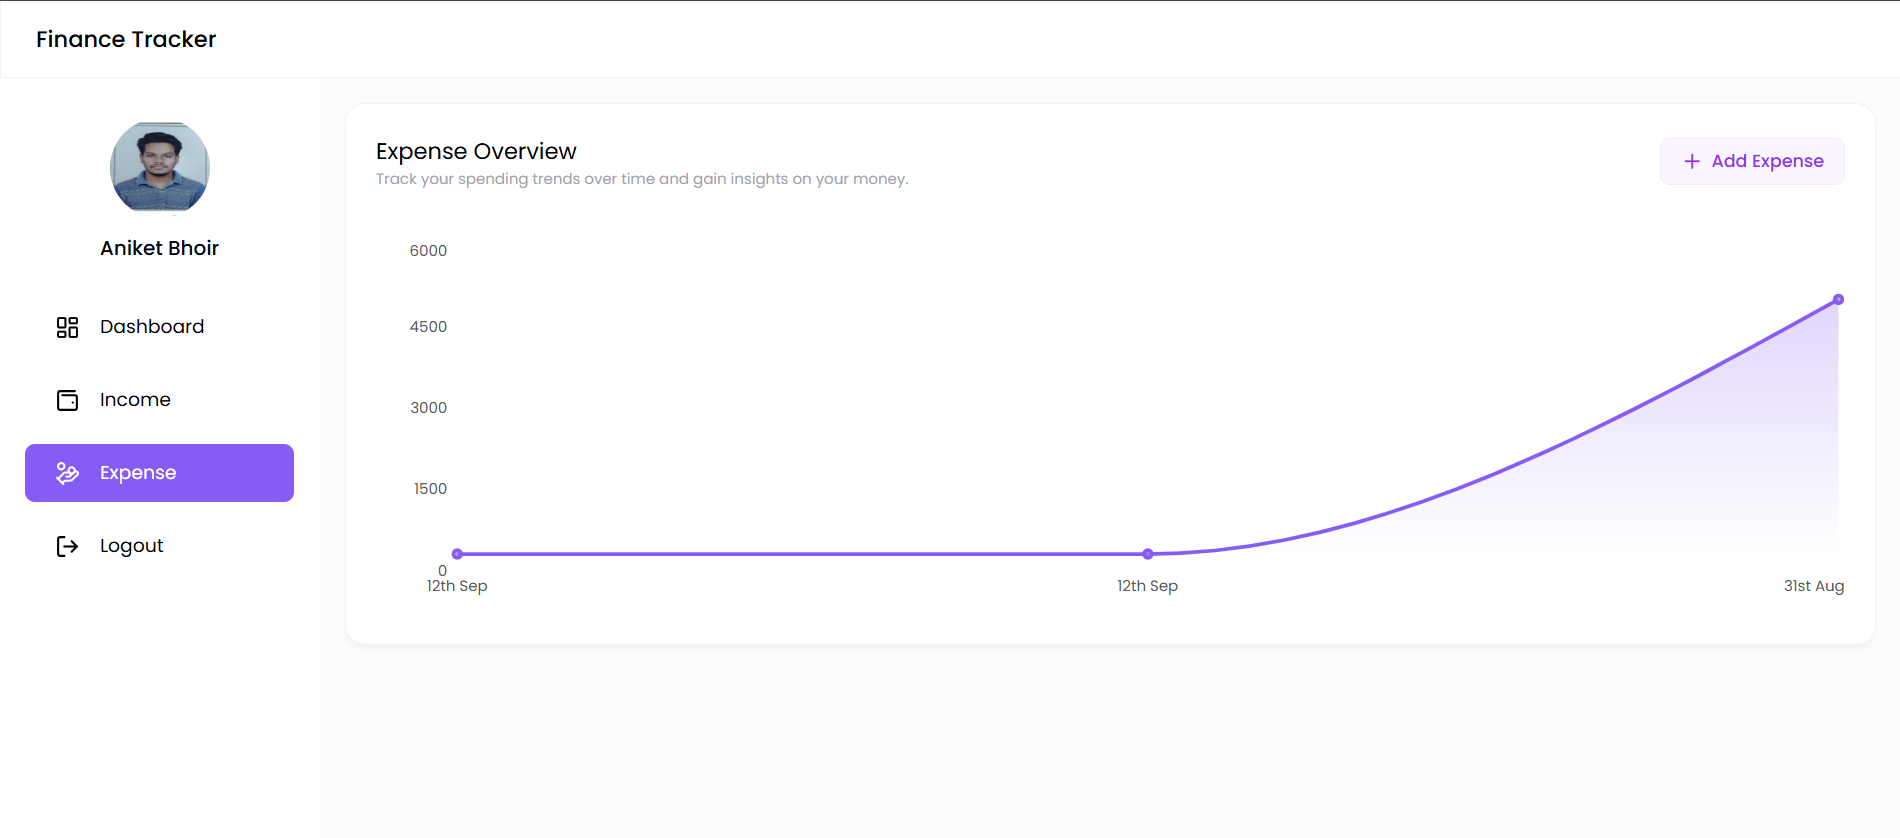 Finance Tracker
Aniket Bhoir
Dashboard
Income
Expense
Logout
Expense Overview
Track your spending trends over time and gain insights on your money.
+ Add Expense
6000
4500
3000
1500
0
12th Sep
12th Sep
31st Aug